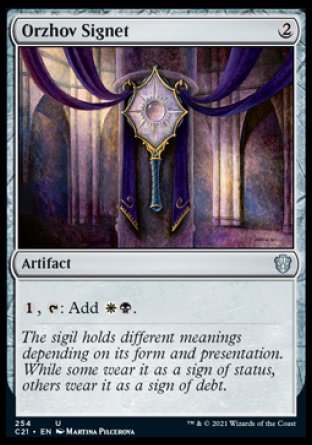 Orzhov Signet 2
Artifact
1, T: Add WB.
The sigil holds different meanings
depending on its form and presentation.
While some wear it as a sign of status,
others wear it as a sign of debt.
254 U
C21 • EN Martina Pilcerova
™ & © 2021 Wizards of the Coast